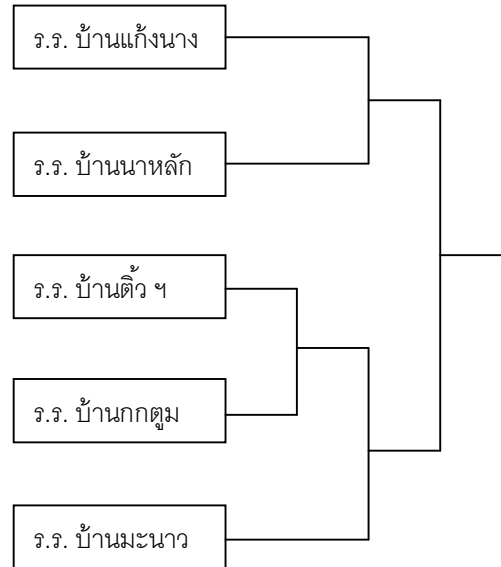 ร.ร. บ้านแก้งนาง
ร.ร. บ้านนาหลัก
ร.ร. บ้านติ้ว ฯ
ร.ร. บ้านกกตูม
ร.ร. บ้านมะนาว